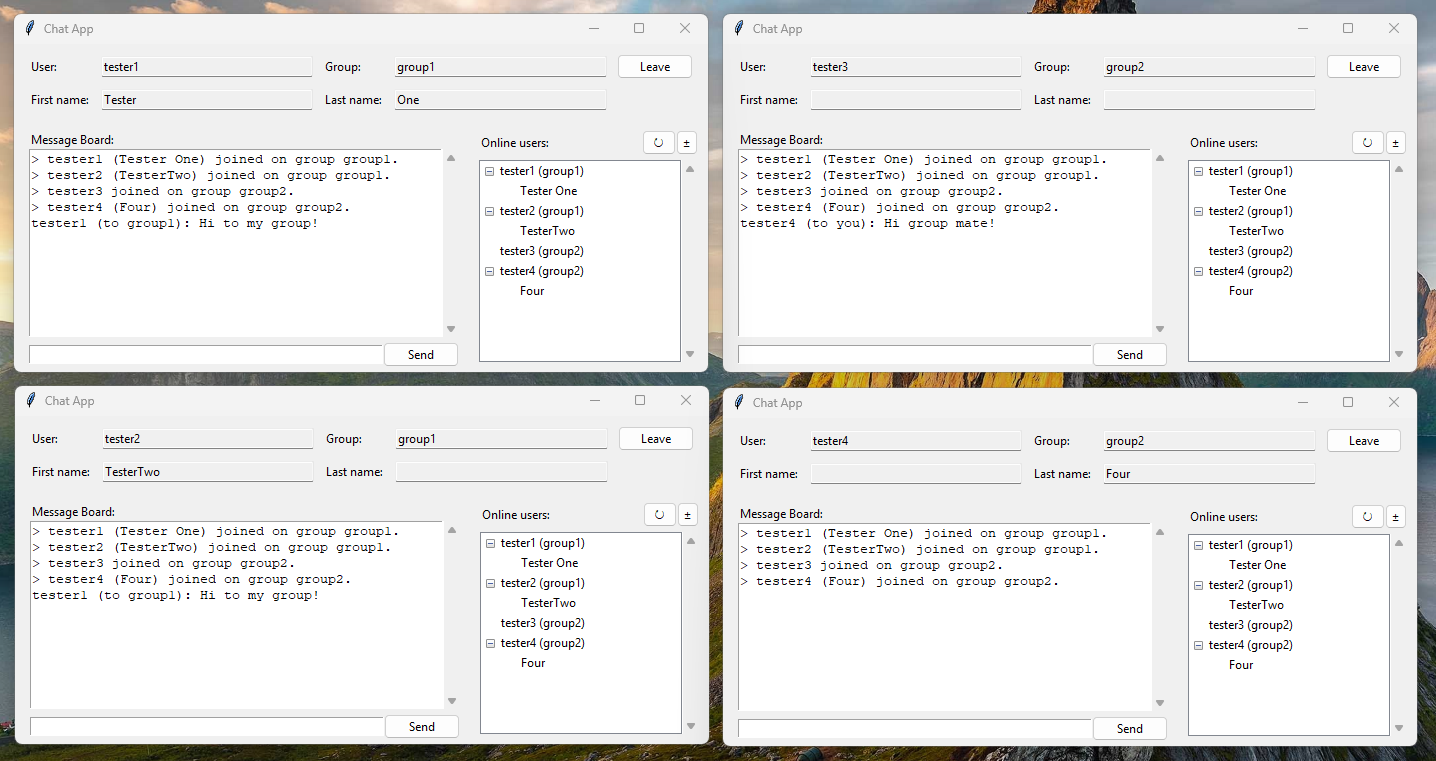 Chat App
User: tester1 Group: group1 Leave
First name: Tester Last name: One
Message Board:
Online users: ↻ ±
> tester1 (Tester One) joined on group group1.
> tester2 (TesterTwo) joined on group group1.
> tester3 joined on group group2.
> tester4 (Four) joined on group group2.
tester1 (to group1): Hi to my group!
tester1 (group1)
Tester One
tester2 (group1)
TesterTwo
tester3 (group2)
tester4 (group2)
Four
Send
Chat App
User: tester3 Group: group2 Leave
First name: Last name:
Message Board:
Online users: ↻ ±
> tester1 (Tester One) joined on group group1.
> tester2 (TesterTwo) joined on group group1.
> tester3 joined on group group2.
> tester4 (Four) joined on group group2.
tester4 (to you): Hi group mate!
tester1 (group1)
Tester One
tester2 (group1)
TesterTwo
tester3 (group2)
tester4 (group2)
Four
Send
Chat App
User: tester2 Group: group1 Leave
First name: TesterTwo Last name:
Message Board:
Online users: ↻ ±
> tester1 (Tester One) joined on group group1.
> tester2 (TesterTwo) joined on group group1.
> tester3 joined on group group2.
> tester4 (Four) joined on group group2.
tester1 (to group1): Hi to my group!
tester1 (group1)
Tester One
tester2 (group1)
TesterTwo
tester3 (group2)
tester4 (group2)
Four
Send
Chat App
User: tester4 Group: group2 Leave
First name: Last name: Four
Message Board:
Online users: ↻ ±
> tester1 (Tester One) joined on group group1.
> tester2 (TesterTwo) joined on group group1.
> tester3 joined on group group2.
> tester4 (Four) joined on group group2.
tester1 (group1)
Tester One
tester2 (group1)
TesterTwo
tester3 (group2)
tester4 (group2)
Four
Send